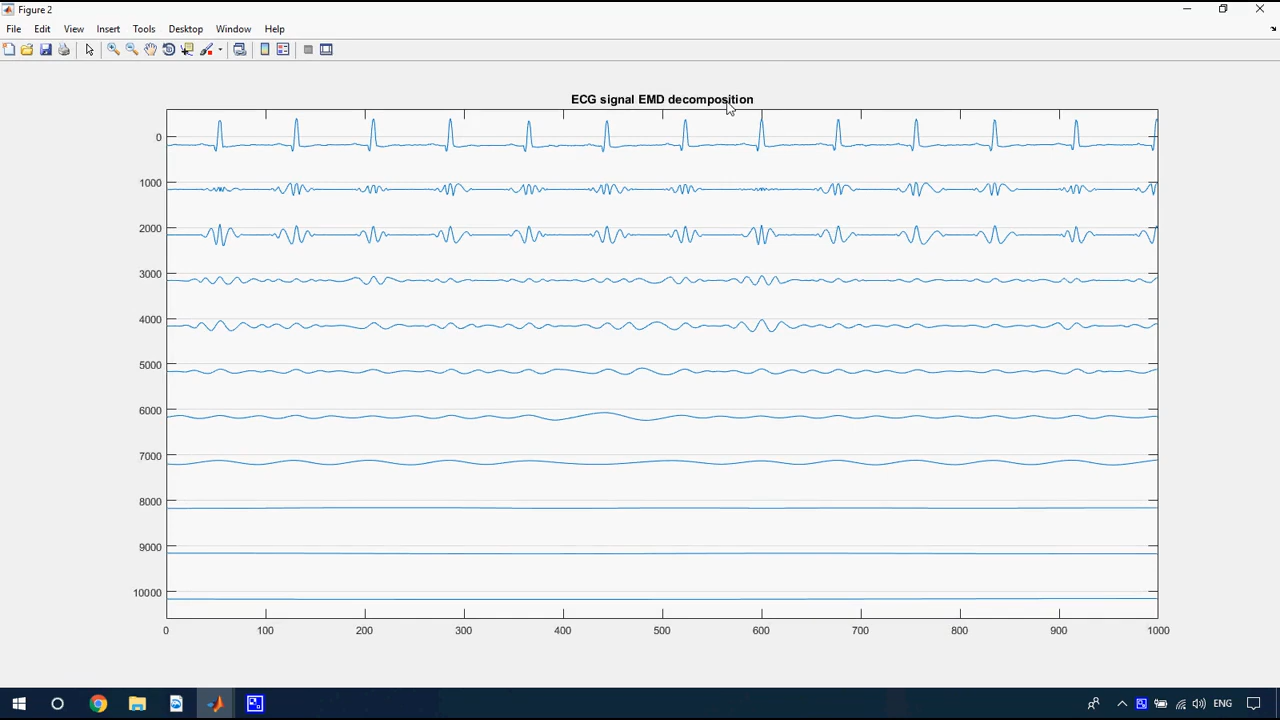 Figure 2
File Edit View Insert Tools Desktop Window Help
ECG signal EMD decomposition
0
1000
2000
3000
4000
5000
6000
7000
8000
9000
10000
0 100 200 300 400 500 600 700 800 900 1000
ENG